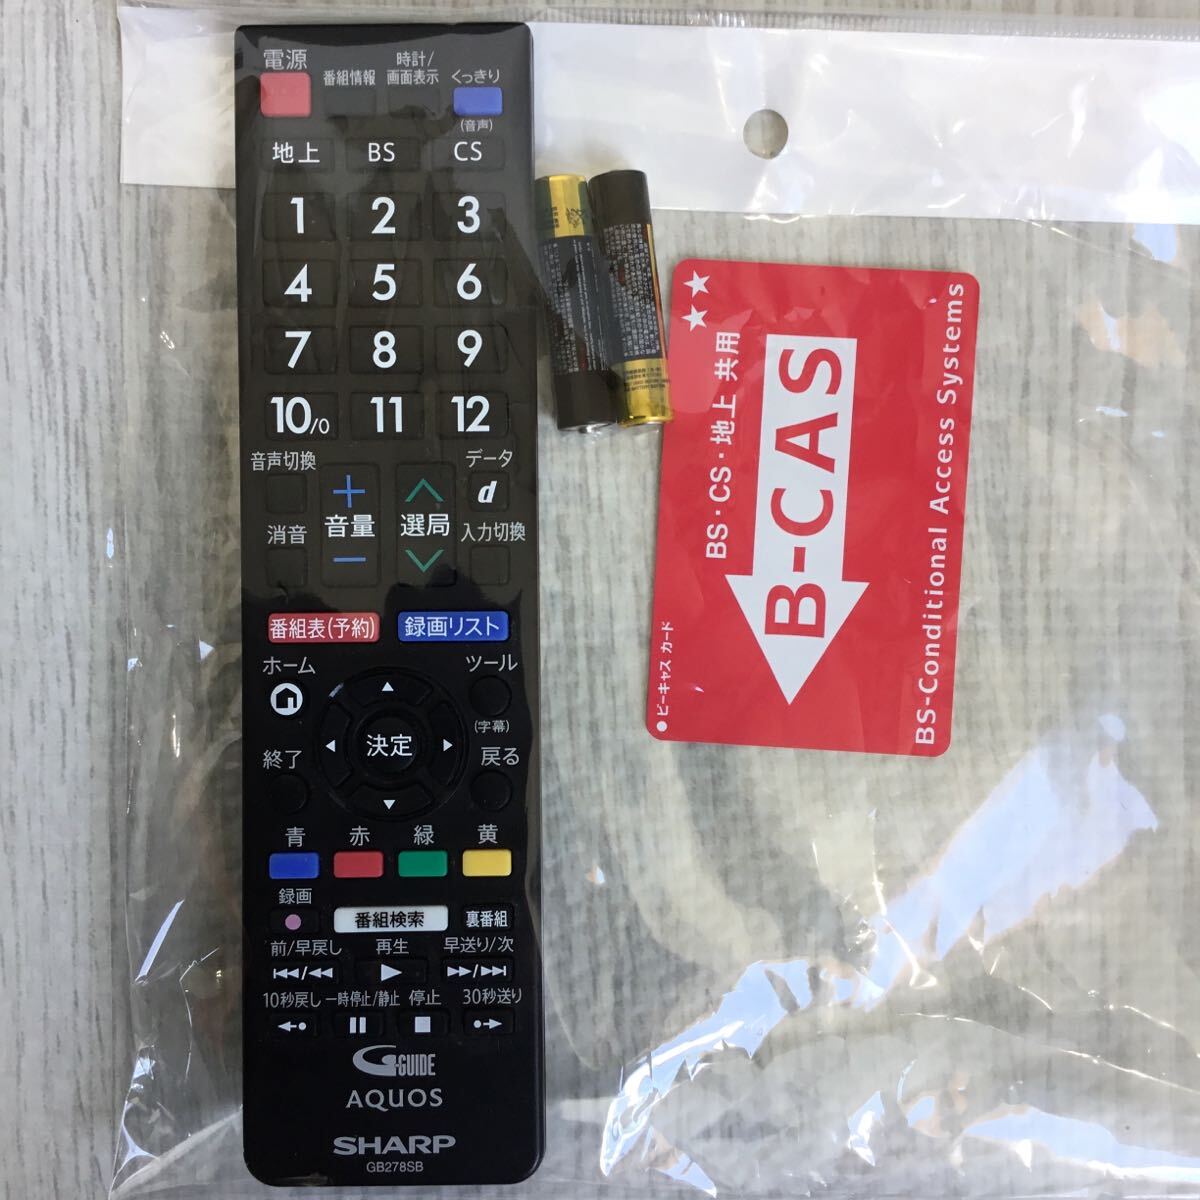 電源
番組情報
時計/
画面表示
くっきり
(音声)
地上 BS CS
1 2 3
4 5 6
7 8 9
10/0 11 12
音声切換
データ
+
d
音量
選局
消音
入力切換
−
番組表(予約)
録画リスト
ホーム
ツール
(字幕)
決定
終了
戻る
青 赤 緑 黄
録画
番組検索
裏番組
前/早戻し 再生 早送り/次
10秒戻し 一時停止/静止 停止 30秒送り
G-GUIDE
AQUOS
SHARP
GB278SB
★★
BS・CS・地上 共用
B-CAS
BS-Conditional Access Systems
●ビーキャス カード